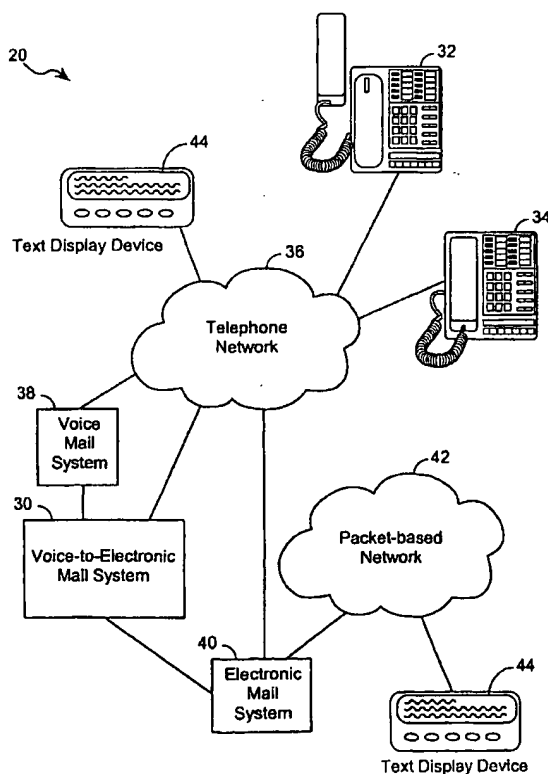 20
32
44
34
Text Display Device
36
Telephone
Network
38
Voice
Mail
System
42
30
Voice-to-Electronic
Mail System
Packet-based
Network
40
44
Electronic
Mail
System
Text Display Device